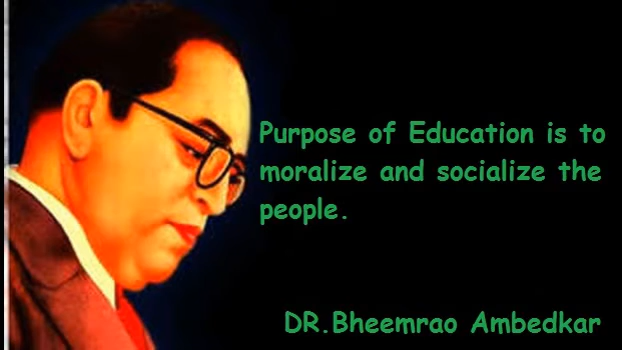 Purpose of Education is to
moralize and socialize the
people.
DR.Bheemrao Ambedkar